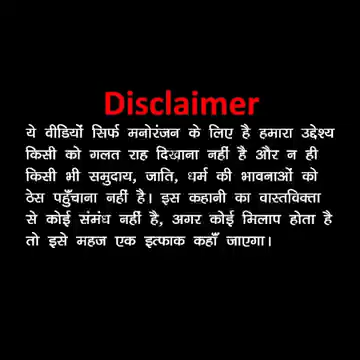 Disclaimer
ये वीडियों सिर्फ मनोरंजन के लिए है हमारा उद्देश्य
किसी को गलत राह दिखाना नहीं है और न ही
किसी भी समुदाय, जाति, धर्म की भावनाओं को
ठेस पहुँचाना नहीं है। इस कहानी का वास्तविक्ता
से कोई संमंध नहीं है, अगर कोई मिलाप होता है
तो इसे महज एक इत्फाक कहाँ जाएगा।